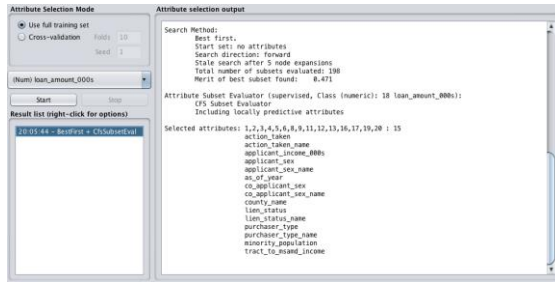 Attribute Selection Mode
Use full training set
Cross-validation Folds 10
Seed 1
(Num) loan_amount_000s
Start Stop
Result list (right-click for options)
20:05:44 - BestFirst + CfsSubsetEval
Attribute selection output
Search Method:
Best first.
Start set: no attributes
Search direction: forward
Stale search after 5 node expansions
Total number of subsets evaluated: 198
Merit of best subset found: 0.471
Attribute Subset Evaluator (supervised, Class (numeric): 18 loan_amount_000s):
CFS Subset Evaluator
Including locally predictive attributes
Selected attributes: 1,2,3,4,5,6,8,9,11,12,13,16,17,19,20 : 15
action_taken
action_taken_name
applicant_income_000s
applicant_sex
applicant_sex_name
as_of_year
co_applicant_sex
co_applicant_sex_name
county_name
lien_status
lien_status_name
purchaser_type
purchaser_type_name
minority_population
tract_to_msamd_income